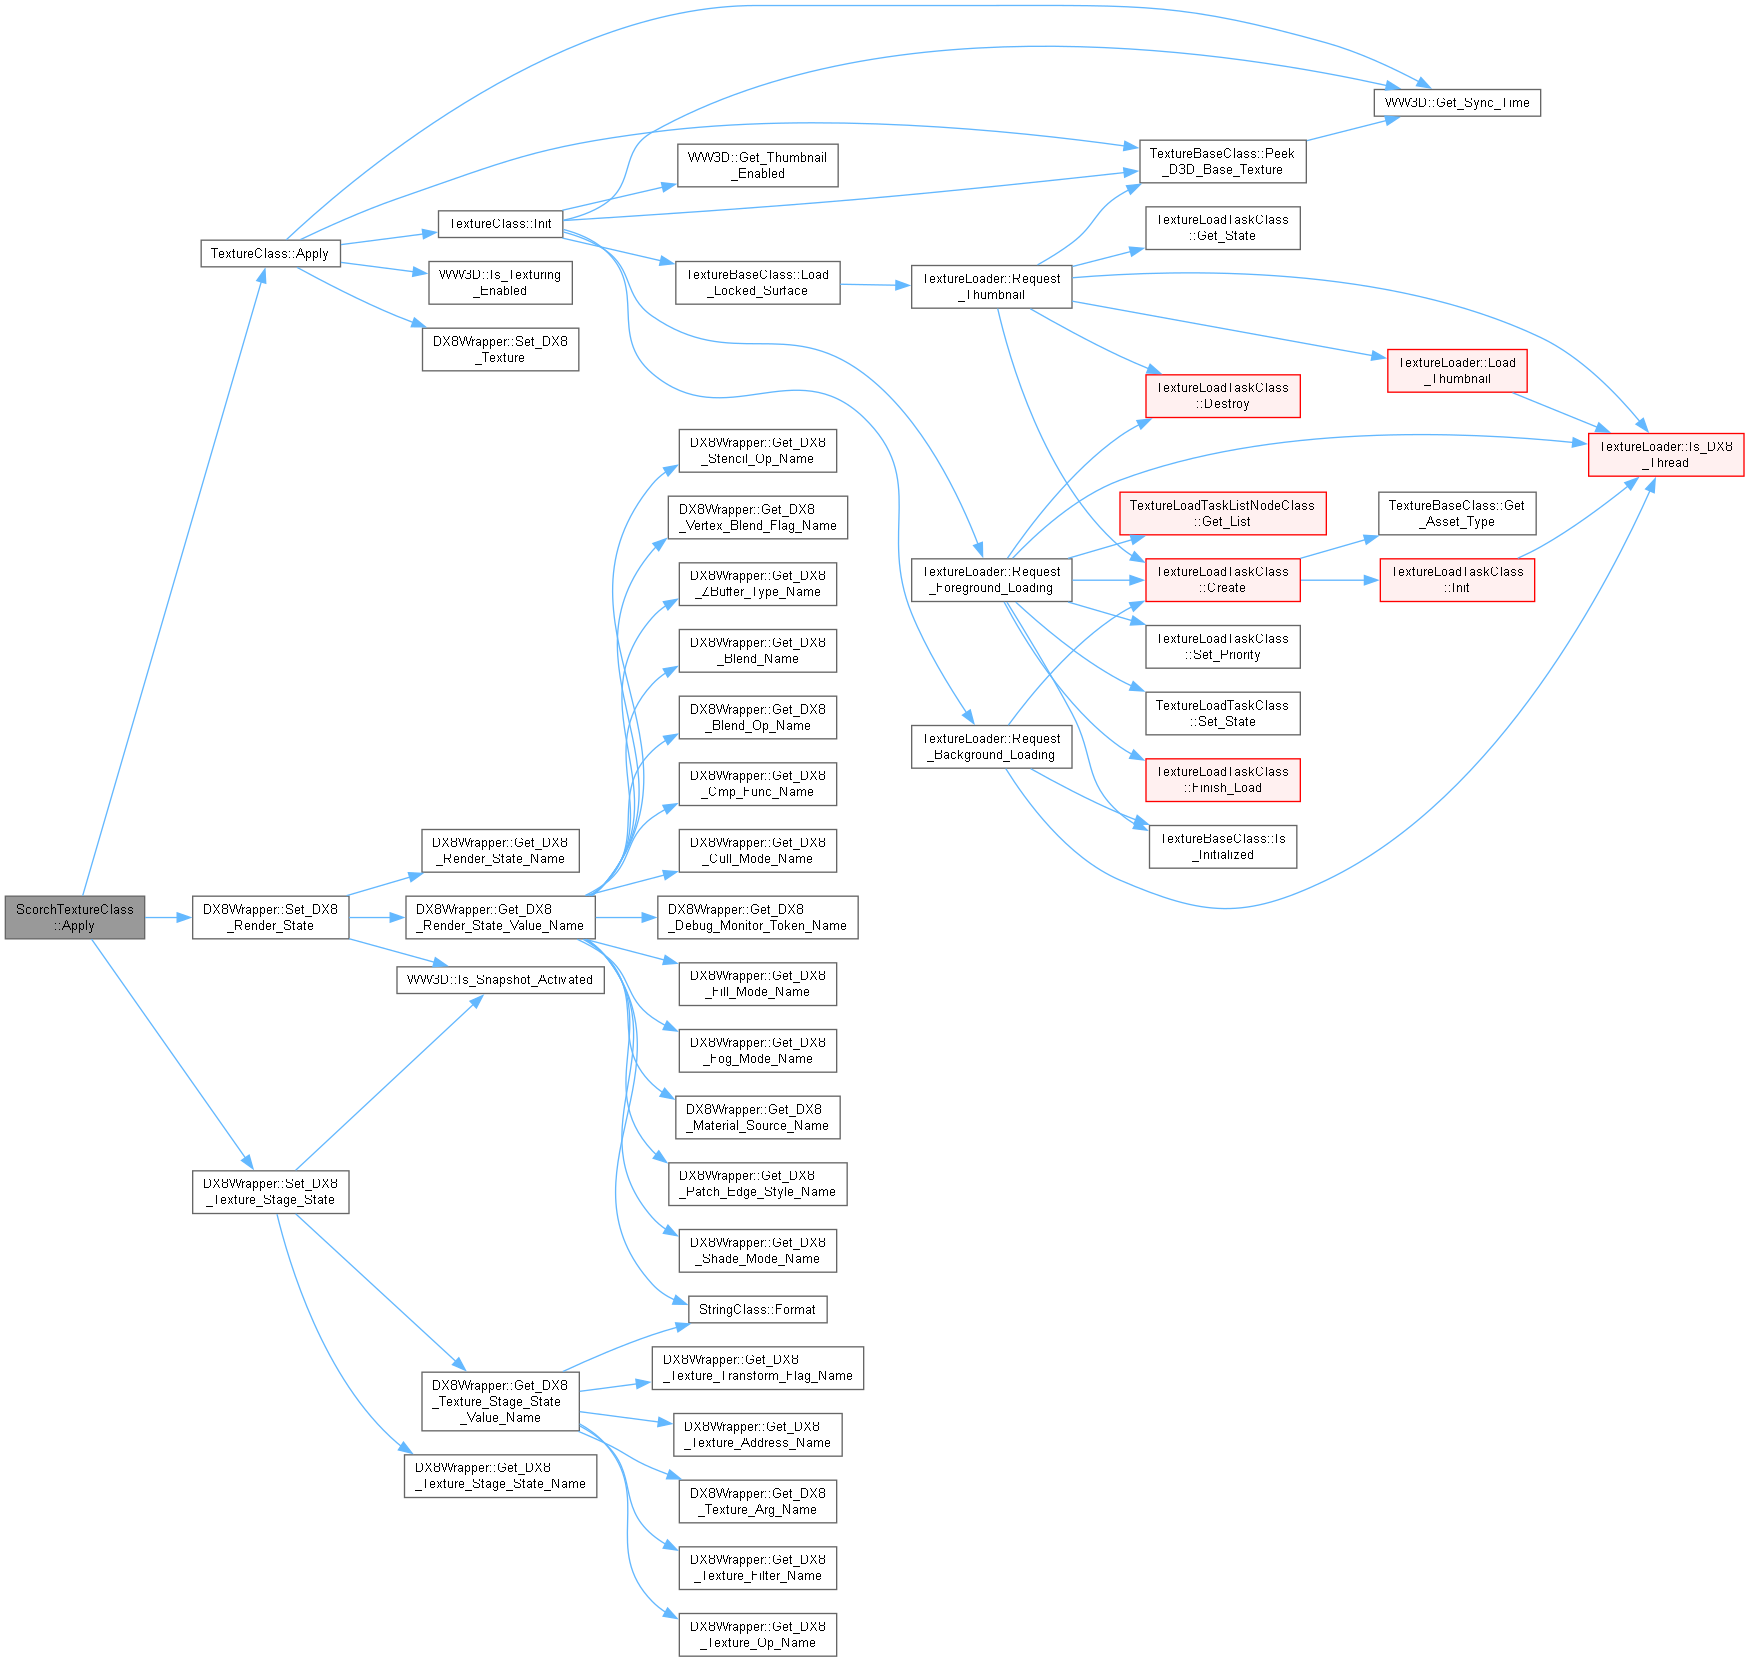 ScorchTextureClass
::Apply
TextureClass::Apply
DX8Wrapper::Set_DX8
_Render_State
DX8Wrapper::Set_DX8
_Texture_Stage_State
TextureClass::Init
WW3D::Is_Texturing
_Enabled
DX8Wrapper::Set_DX8
_Texture
DX8Wrapper::Get_DX8
_Render_State_Name
DX8Wrapper::Get_DX8
_Render_State_Value_Name
WW3D::Is_Snapshot_Activated
DX8Wrapper::Get_DX8
_Texture_Stage_State
_Value_Name
DX8Wrapper::Get_DX8
_Texture_Stage_State_Name
WW3D::Get_Thumbnail
_Enabled
TextureBaseClass::Load
_Locked_Surface
DX8Wrapper::Get_DX8
_Stencil_Op_Name
DX8Wrapper::Get_DX8
_Vertex_Blend_Flag_Name
DX8Wrapper::Get_DX8
_ZBuffer_Type_Name
DX8Wrapper::Get_DX8
_Blend_Name
DX8Wrapper::Get_DX8
_Blend_Op_Name
DX8Wrapper::Get_DX8
_Cmp_Func_Name
DX8Wrapper::Get_DX8
_Cull_Mode_Name
DX8Wrapper::Get_DX8
_Debug_Monitor_Token_Name
DX8Wrapper::Get_DX8
_Fill_Mode_Name
DX8Wrapper::Get_DX8
_Fog_Mode_Name
DX8Wrapper::Get_DX8
_Material_Source_Name
DX8Wrapper::Get_DX8
_Patch_Edge_Style_Name
DX8Wrapper::Get_DX8
_Shade_Mode_Name
StringClass::Format
DX8Wrapper::Get_DX8
_Texture_Transform_Flag_Name
DX8Wrapper::Get_DX8
_Texture_Address_Name
DX8Wrapper::Get_DX8
_Texture_Arg_Name
DX8Wrapper::Get_DX8
_Texture_Filter_Name
DX8Wrapper::Get_DX8
_Texture_Op_Name
TextureLoader::Request
_Thumbnail
TextureLoader::Request
_Foreground_Loading
TextureLoader::Request
_Background_Loading
TextureBaseClass::Peek
_D3D_Base_Texture
TextureLoadTaskClass
::Get_State
TextureLoadTaskClass
::Destroy
TextureLoadTaskListNodeClass
::Get_List
TextureLoadTaskClass
::Create
TextureLoadTaskClass
::Set_Priority
TextureLoadTaskClass
::Set_State
TextureLoadTaskClass
::Finish_Load
TextureBaseClass::Is
_Initialized
WW3D::Get_Sync_Time
TextureLoader::Load
_Thumbnail
TextureBaseClass::Get
_Asset_Type
TextureLoadTaskClass
::Init
TextureLoader::Is_DX8
_Thread